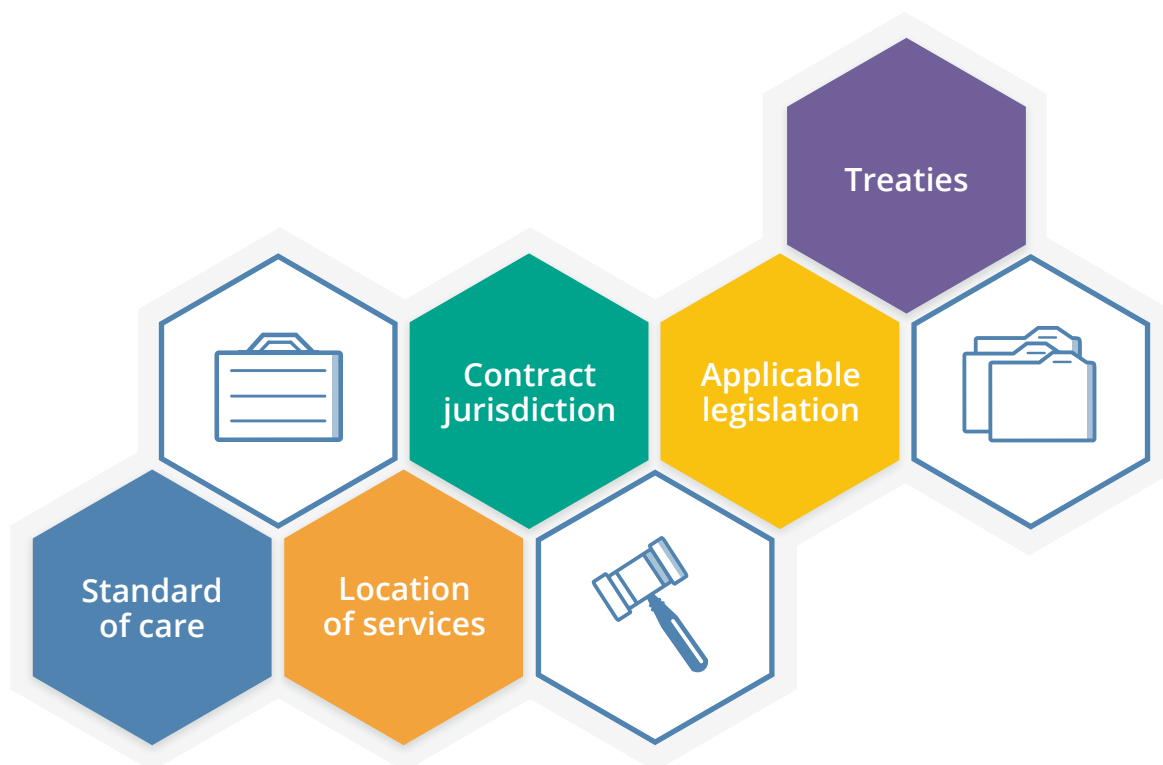 Treaties
Contract
jurisdiction
Applicable
legislation
Standard
of care
Location
of services